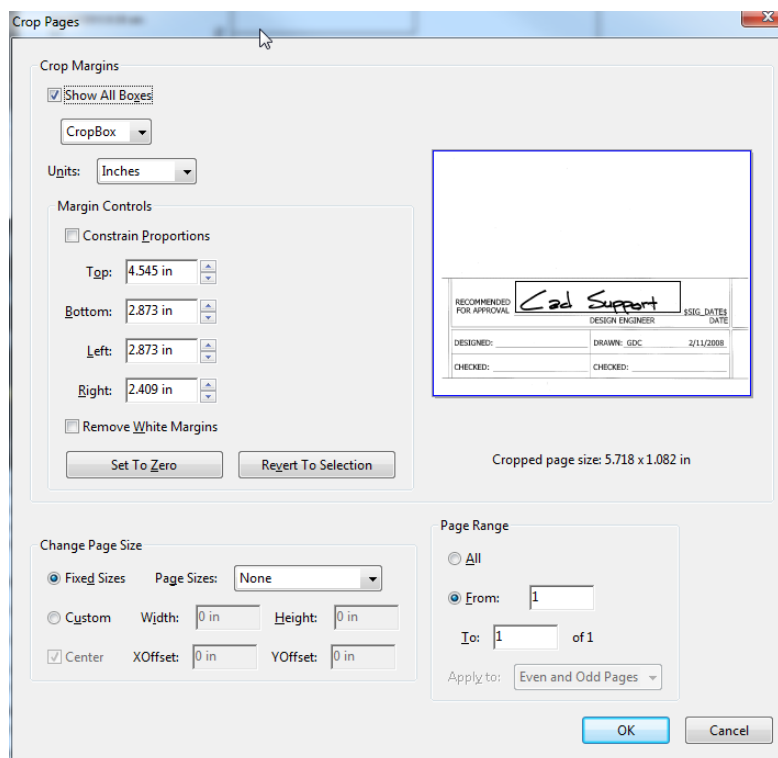 Crop Pages
Crop Margins
Show All Boxes
CropBox
Units: Inches
Margin Controls
Constrain Proportions
Top: 4.545 in
Bottom: 2.873 in
Left: 2.873 in
Right: 2.409 in
Remove White Margins
Set To Zero Revert To Selection
RECOMMENDED
FOR APPROVAL
Cad Support
DESIGN ENGINEER
$SIG_DATE$
DATE
DESIGNED: DRAWN: GDC 2/11/2008
CHECKED: CHECKED:
Cropped page size: 5.718 x 1.082 in
Change Page Size
Fixed Sizes Page Sizes: None
Custom Width: 0 in Height: 0 in
Center XOffset: 0 in YOffset: 0 in
Page Range
All
From: 1
To: 1 of 1
Apply to: Even and Odd Pages
OK Cancel